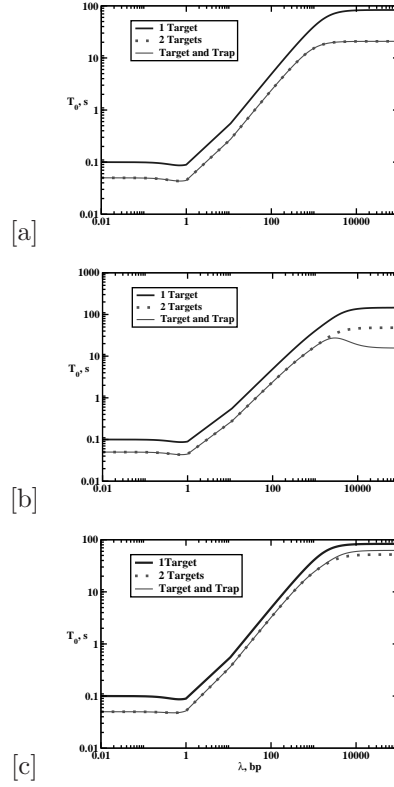 100
1 Target
2 Targets
Target and Trap
10
T₀, s
1
0.1
0.01
0.01 1 100 10000
[a]
1000
1 Target
2 Targets
Target and Trap
100
10
T₀, s
1
0.1
0.01
0.01 1 100 10000
[b]
100
1Target
2 Targets
Target and Trap
10
T₀, s
1
0.1
0.01
0.01 1 100 10000
λ, bp
[c]